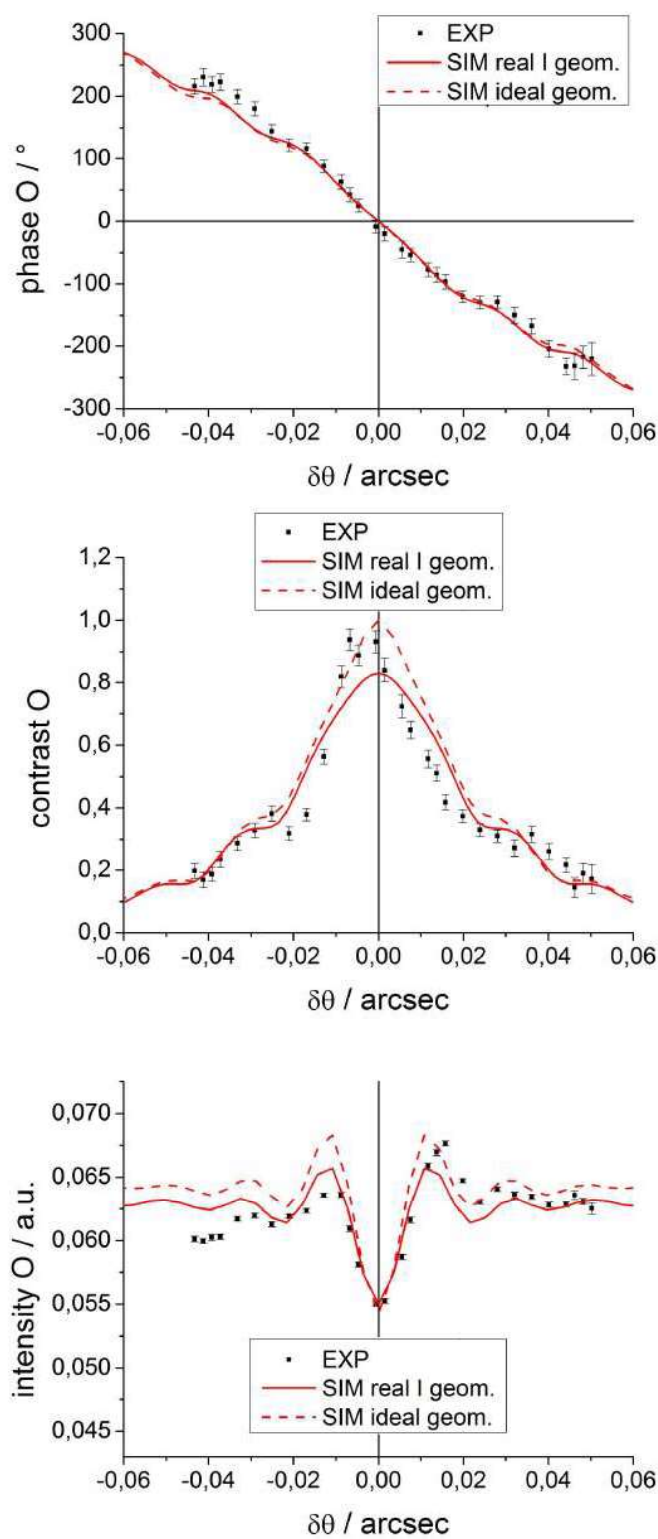 EXP
SIM real I geom.
SIM ideal geom.
300
200
100
0
-100
-200
-300
phase O / °
-0,06 -0,04 -0,02 0,00 0,02 0,04 0,06
δθ / arcsec
EXP
SIM real I geom.
SIM ideal geom.
1,2
1,0
0,8
0,6
0,4
0,2
0,0
contrast O
-0,06 -0,04 -0,02 0,00 0,02 0,04 0,06
δθ / arcsec
0,070
0,065
0,060
0,055
0,050
0,045
intensity O / a.u.
EXP
SIM real I geom.
SIM ideal geom.
-0,06 -0,04 -0,02 0,00 0,02 0,04 0,06
δθ / arcsec